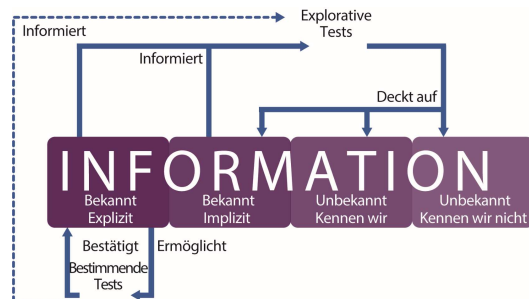 Informiert
Explorative
Tests
Informiert
Deckt auf
INFORMATION
Bekannt
Explizit
Bekannt
Implizit
Unbekannt
Kennen wir
Unbekannt
Kennen wir nicht
Bestätigt
Ermöglicht
Bestimmende
Tests